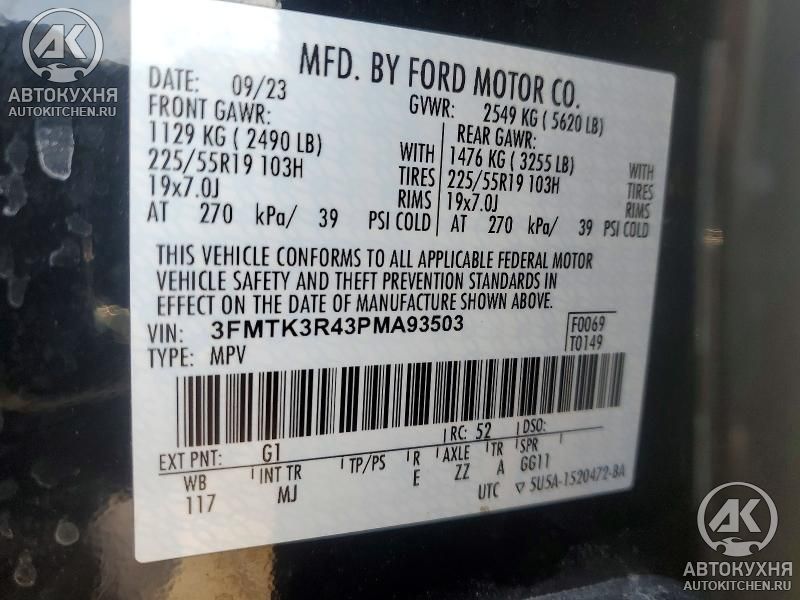 AK
АВТОКУХНЯ
AUTOKITCHEN.RU
MFD. BY FORD MOTOR CO.
DATE: 09/23
GVWR: 2549 KG ( 5620 LB)
FRONT GAWR:
1129 KG ( 2490 LB) WITH
225/55R19 103H TIRES
19x7.0J RIMS
AT 270 kPa/ 39 PSI COLD
REAR GAWR:
1476 KG ( 3255 LB) WITH
225/55R19 103H TIRES
19x7.0J RIMS
AT 270 kPa/ 39 PSI COLD
THIS VEHICLE CONFORMS TO ALL APPLICABLE FEDERAL MOTOR
VEHICLE SAFETY AND THEFT PREVENTION STANDARDS IN
EFFECT ON THE DATE OF MANUFACTURE SHOWN ABOVE.
VIN: 3FMTK3R43PMA93503
F0069
TYPE: MPV
T0149
EXT PNT: G1
RC: 52 DSO:
WB INT TR TP/PS R AXLE TR SPR
117 MJ E ZZ A GG11
UTC ▽ 5U5A-1520472-BA
AK
АВТОКУХНЯ
AUTOKITCHEN.RU